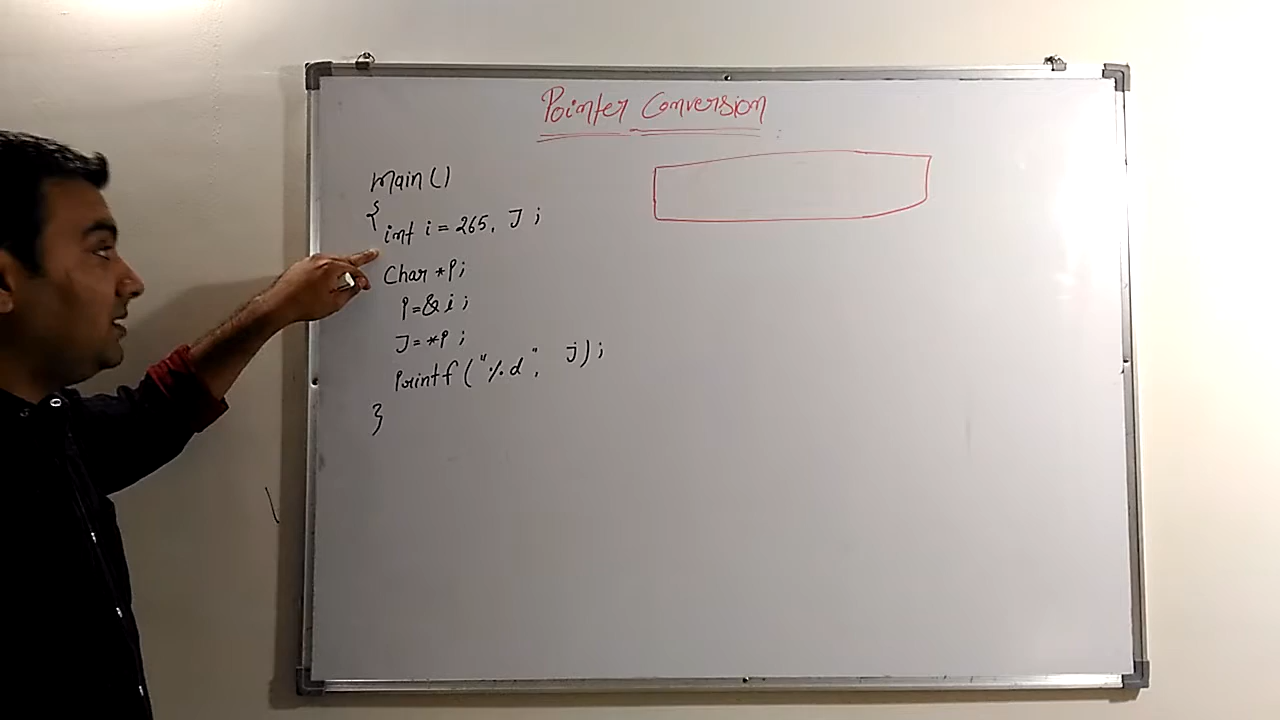 Pointer Conversion
main()
{
int i = 265, J ;
Char *P;
P=&i ;
J= *P ;
Printf ("%d", j) ;
}